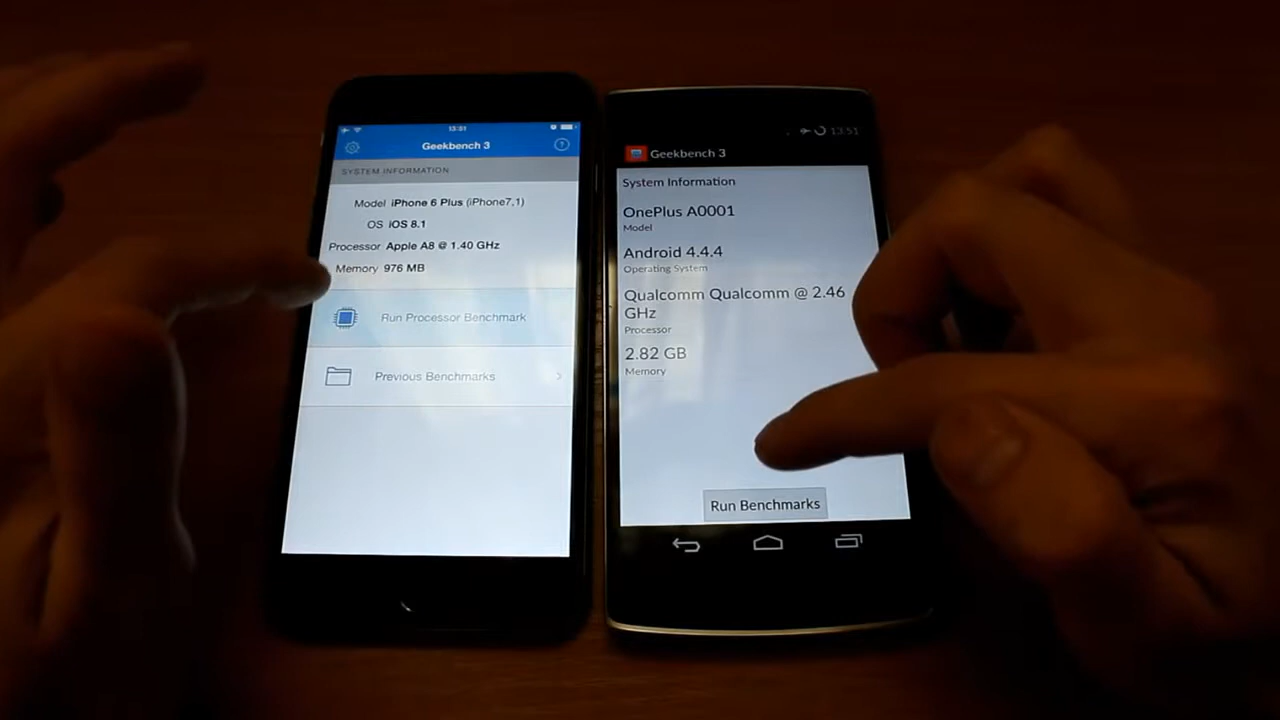 13:51
Geekbench 3
?
SYSTEM INFORMATION
Model iPhone 6 Plus (iPhone7,1)
OS iOS 8.1
Processor Apple A8 @ 1.40 GHz
Memory 976 MB
Run Processor Benchmark
Previous Benchmarks
13:51
Geekbench 3
System Information
OnePlus A0001
Model
Android 4.4.4
Operating System
Qualcomm Qualcomm @ 2.46
GHz
Processor
2.82 GB
Memory
Run Benchmarks